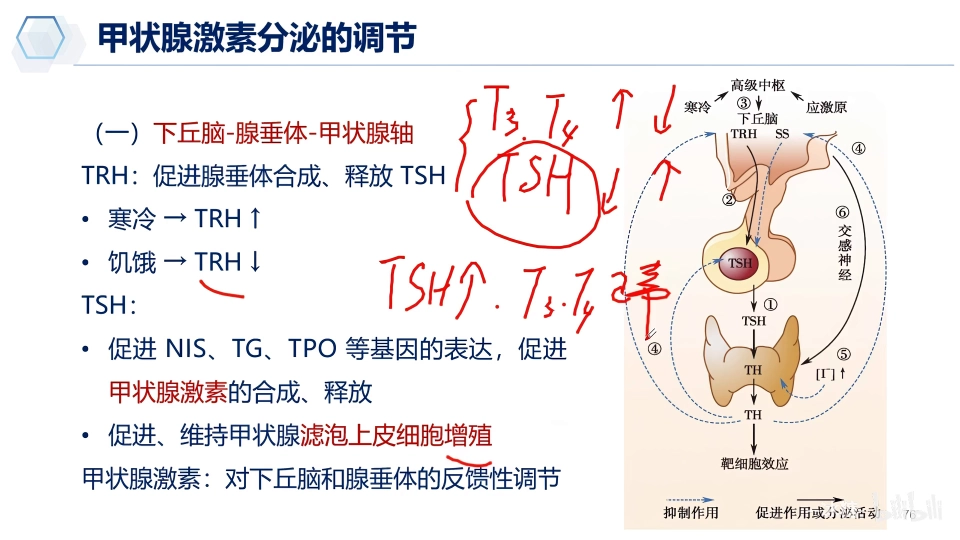 甲状腺激素分泌的调节
（一）下丘脑-腺垂体-甲状腺轴
TRH：促进腺垂体合成、释放 TSH
• 寒冷 → TRH↑
• 饥饿 → TRH↓
TSH：
• 促进 NIS、TG、TPO 等基因的表达，促进
甲状腺激素的合成、释放
• 促进、维持甲状腺滤泡上皮细胞增殖
甲状腺激素：对下丘脑和腺垂体的反馈性调节
T3. T4 ↑ ↓
TSH ↓ ↑
TSH↑. T3.T4
高级中枢
寒冷 ③ 应激原
下丘脑
TRH SS
④
②
⑥交感神经
TSH
①
TSH
④
⑤
TH
[I⁻]↑
TH
靶细胞效应
抑制作用 促进作用或分泌活动
76